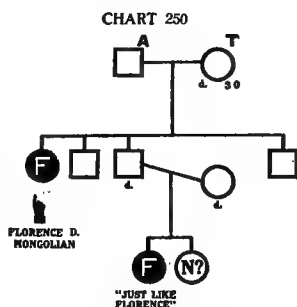 CHART 250
A T
d. 30
F
d. d.
FLORENCE D.
MONGOLIAN
F N?
"JUST LIKE
FLORENCE"